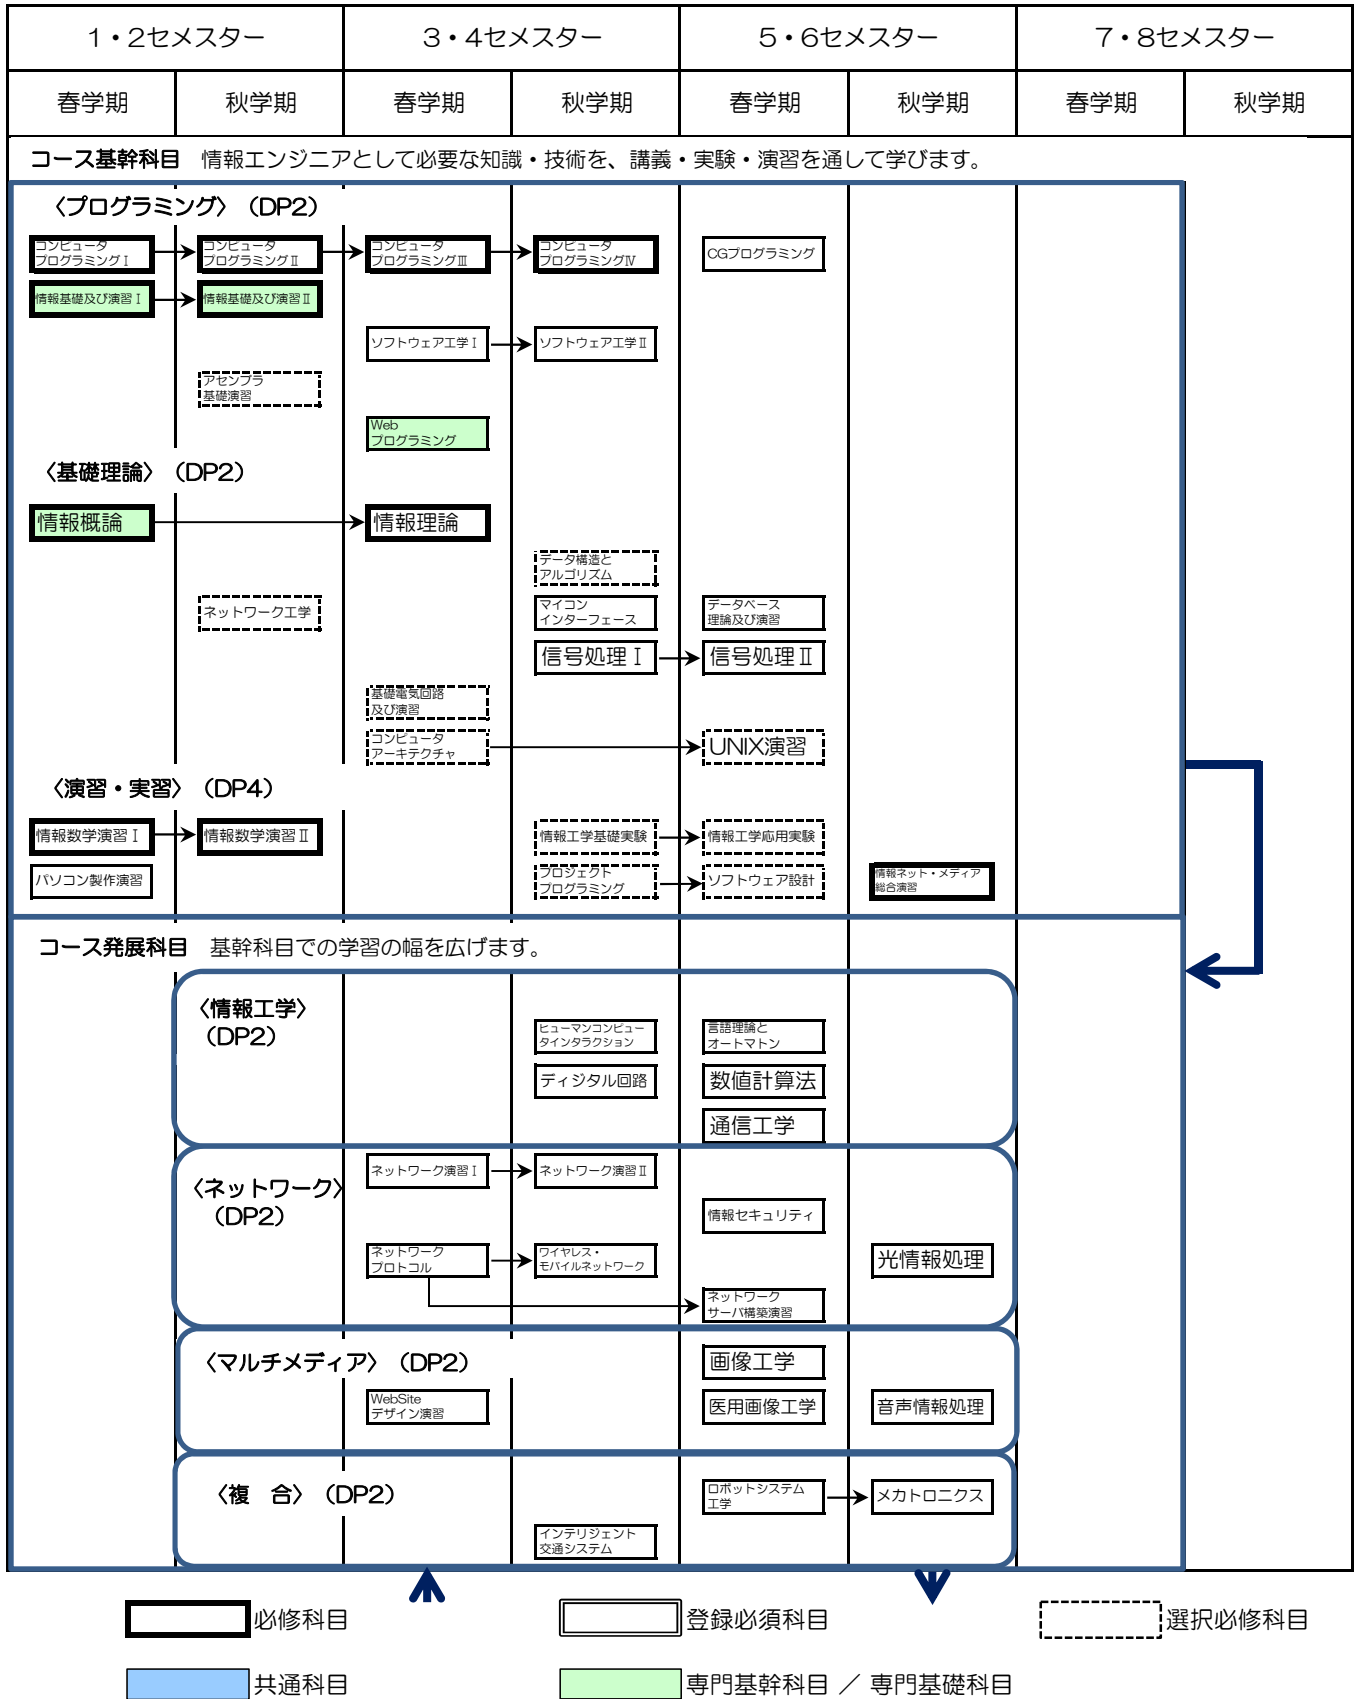 1・2セメスター 3・4セメスター 5・6セメスター 7・8セメスター
春学期 秋学期 春学期 秋学期 春学期 秋学期 春学期 秋学期
コース基幹科目 情報エンジニアとして必要な知識・技術を、講義・実験・演習を通して学びます。
〈プログラミング〉（DP2）
コンピュータ
プログラミングⅠ
コンピュータ
プログラミングⅡ
コンピュータ
プログラミングⅢ
コンピュータ
プログラミングⅣ
CGプログラミング
情報基礎及び演習Ⅰ
情報基礎及び演習Ⅱ
ソフトウェア工学Ⅰ
ソフトウェア工学Ⅱ
アセンブラ
基礎演習
Web
プログラミング
〈基礎理論〉（DP2）
情報概論
情報理論
データ構造と
アルゴリズム
ネットワーク工学
マイコン
インターフェース
データベース
理論及び演習
信号処理Ⅰ
信号処理Ⅱ
基礎電気回路
及び演習
コンピュータ
アーキテクチャ
UNIX演習
〈演習・実習〉（DP4）
情報数学演習Ⅰ
情報数学演習Ⅱ
情報工学基礎実験
情報工学応用実験
パソコン製作演習
プロジェクト
プログラミング
ソフトウェア設計
情報ネット・メディア
総合演習
コース発展科目 基幹科目での学習の幅を広げます。
〈情報工学〉
（DP2）
ヒューマンコンピュー
タインタラクション
言語理論と
オートマトン
ディジタル回路
数値計算法
通信工学
〈ネットワーク〉
（DP2）
ネットワーク演習Ⅰ
ネットワーク演習Ⅱ
情報セキュリティ
ネットワーク
プロトコル
ワイヤレス・
モバイルネットワーク
光情報処理
ネットワーク
サーバ構築演習
〈マルチメディア〉（DP2）
画像工学
WebSite
デザイン演習
医用画像工学
音声情報処理
〈複 合〉（DP2）
ロボットシステム
工学
メカトロニクス
インテリジェント
交通システム
必修科目 登録必須科目 選択必修科目
共通科目 専門基幹科目 ／ 専門基礎科目